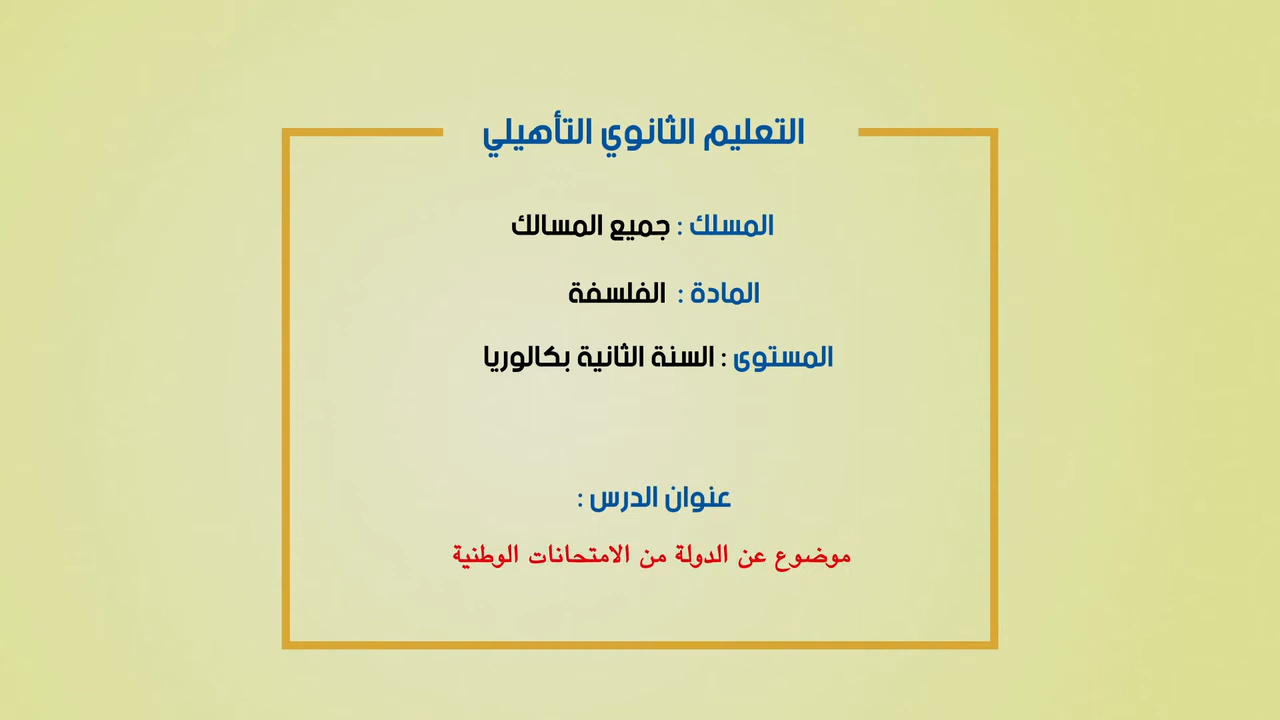 التعليم الثانوي التأهيلي
المسلك : جميع المسالك
المادة : الفلسفة
المستوى : السنة الثانية بكالوريا
عنوان الدرس :
موضوع عن الدولة من الامتحانات الوطنية